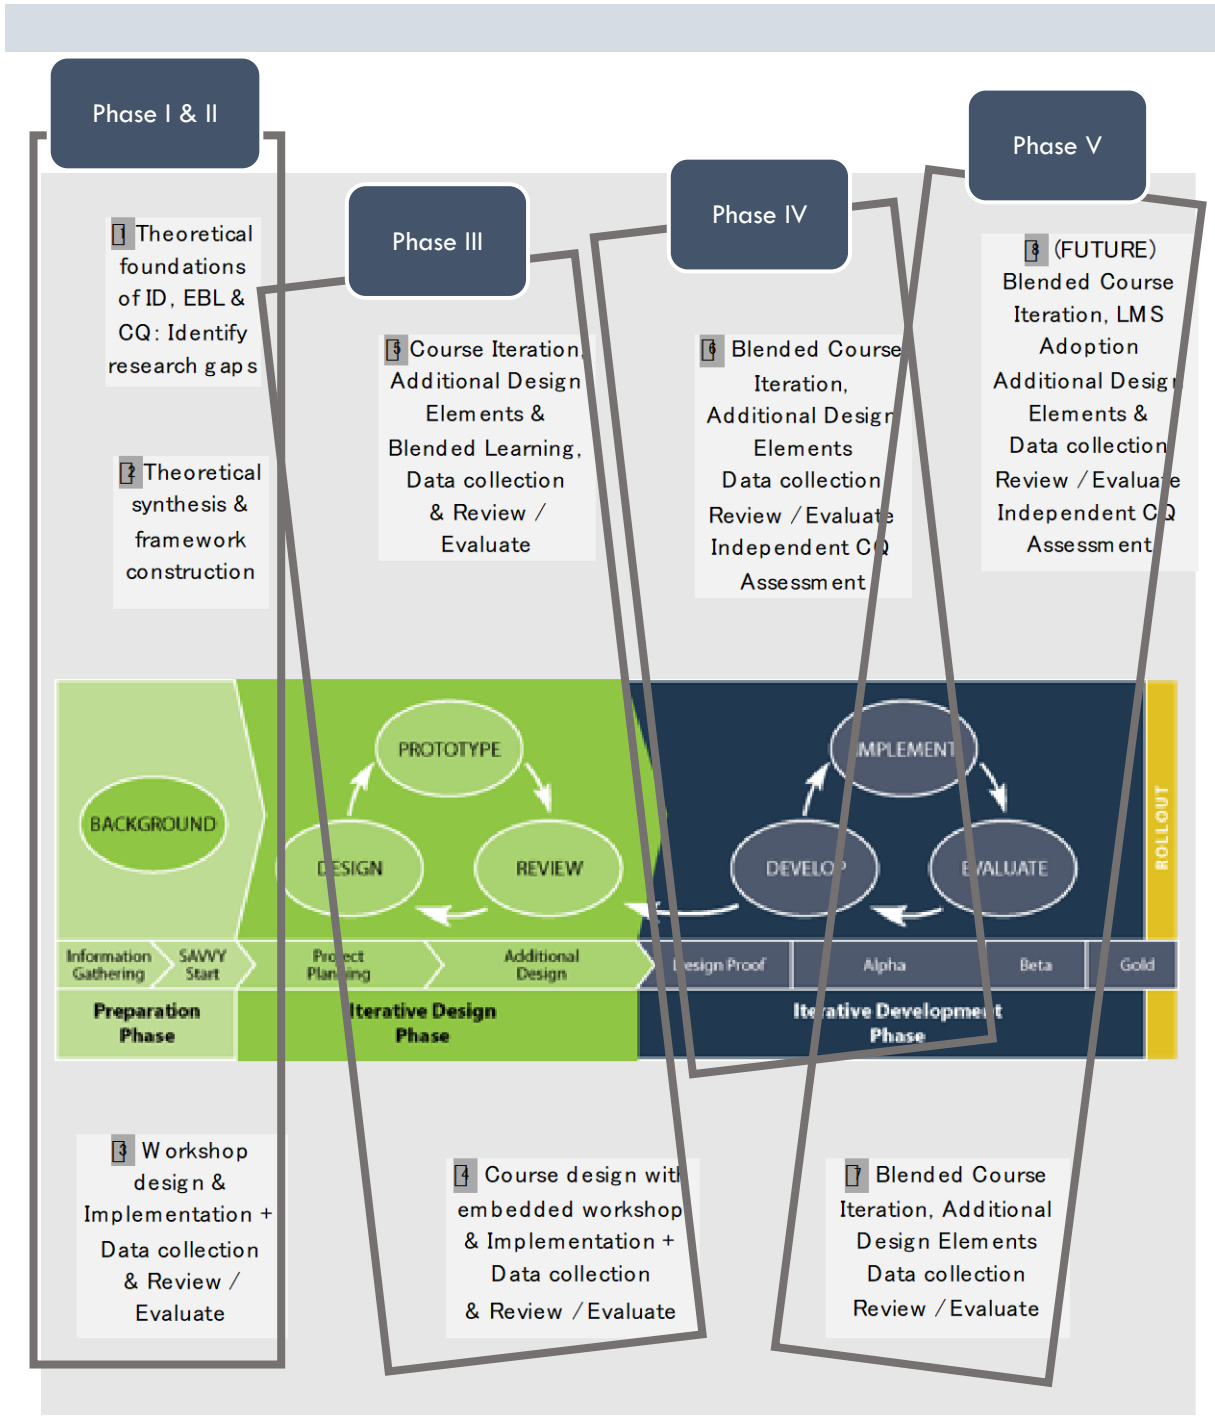 Phase I & II
Phase III
Phase IV
Phase V
1 Theoretical
foundations
of ID, EBL &
CQ: Identify
research gaps
2 Theoretical
synthesis &
framework
construction
5 Course Iteration,
Additional Design
Elements &
Blended Learning,
Data collection
& Review /
Evaluate
6 Blended Course
Iteration,
Additional Design
Elements
Data collection
Review / Evaluate
Independent CQ
Assessment
8 (FUTURE)
Blended Course
Iteration, LMS
Adoption
Additional Design
Elements &
Data collection
Review / Evaluate
Independent CQ
Assessment
BACKGROUND
PROTOTYPE
DESIGN
REVIEW
IMPLEMENT
DEVELOP
EVALUATE
ROLLOUT
Information
Gathering
SAVVY
Start
Project
Planning
Additional
Design
Design Proof
Alpha
Beta
Gold
Preparation
Phase
Iterative Design
Phase
Iterative Development
Phase
3 Workshop
design &
Implementation +
Data collection
& Review /
Evaluate
4 Course design with
embedded workshop
& Implementation +
Data collection
& Review / Evaluate
7 Blended Course
Iteration, Additional
Design Elements
Data collection
Review / Evaluate